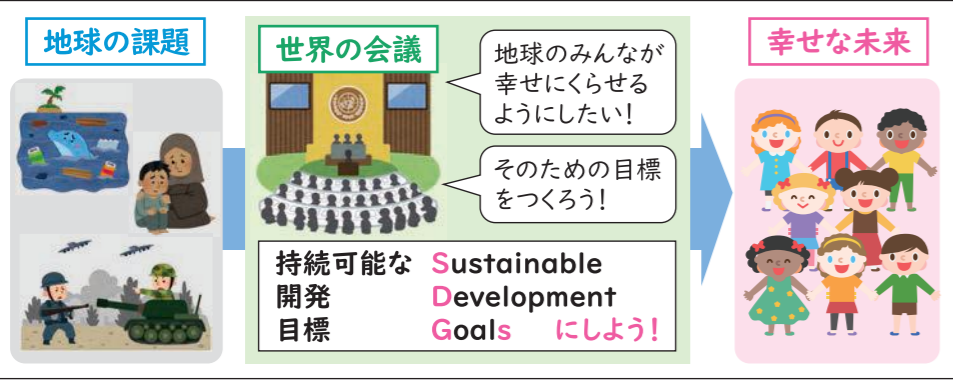 地球の課題
世界の会議
地球のみんなが
幸せにくらせる
ようにしたい！
そのための目標
をつくろう！
持続可能な Sustainable
開発 Development
目標 Goals にしよう！
幸せな未来